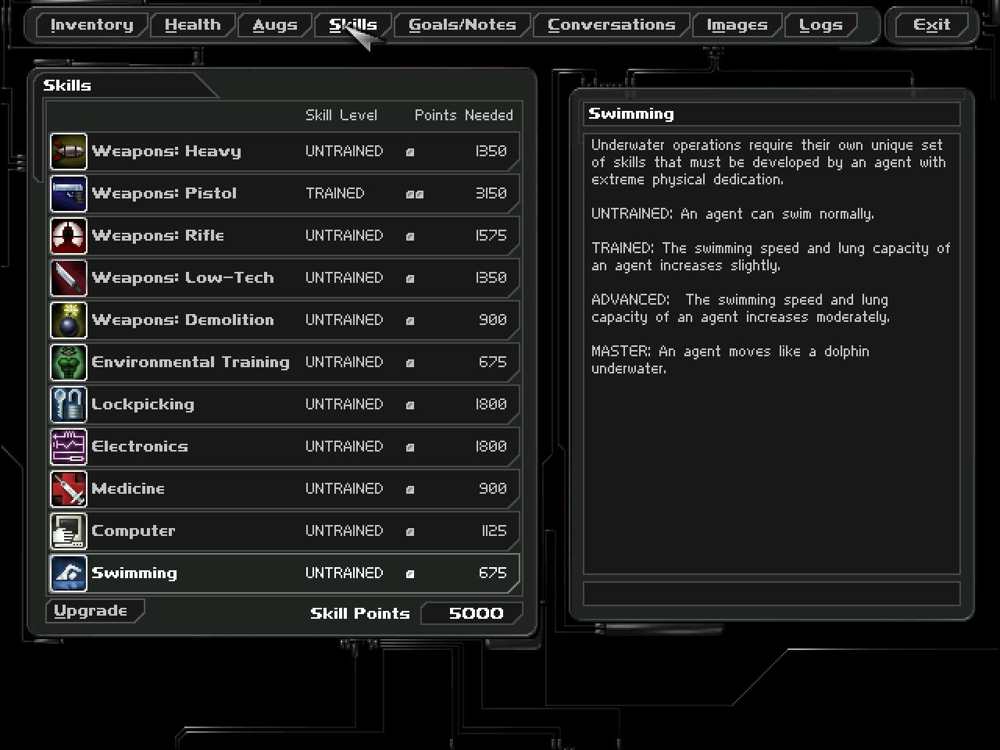 Inventory Health Augs Skills Goals/Notes Conversations Images Logs Exit
Skills
Skill Level Points Needed
Weapons: Heavy UNTRAINED 1350
Weapons: Pistol TRAINED 3150
Weapons: Rifle UNTRAINED 1575
Weapons: Low-Tech UNTRAINED 1350
Weapons: Demolition UNTRAINED 900
Environmental Training UNTRAINED 675
Lockpicking UNTRAINED 1800
Electronics UNTRAINED 1800
Medicine UNTRAINED 900
Computer UNTRAINED 1125
Swimming UNTRAINED 675
Upgrade Skill Points 5000
Swimming
Underwater operations require their own unique set
of skills that must be developed by an agent with
extreme physical dedication.
UNTRAINED: An agent can swim normally.
TRAINED: The swimming speed and lung capacity of
an agent increases slightly.
ADVANCED:  The swimming speed and lung
capacity of an agent increases moderately.
MASTER: An agent moves like a dolphin
underwater.